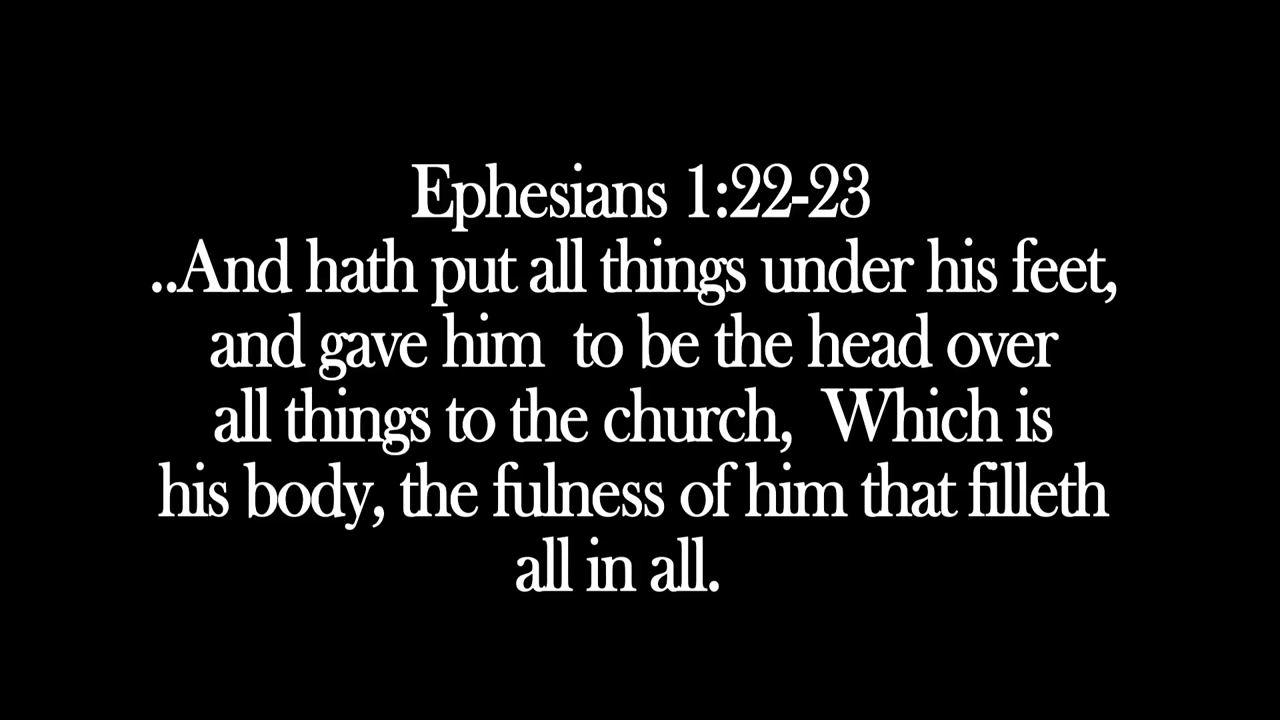 Ephesians 1:22-23
..And hath put all things under his feet,
and gave him  to be the head over
all things to the church,  Which is
his body, the fulness of him that filleth
all in all.